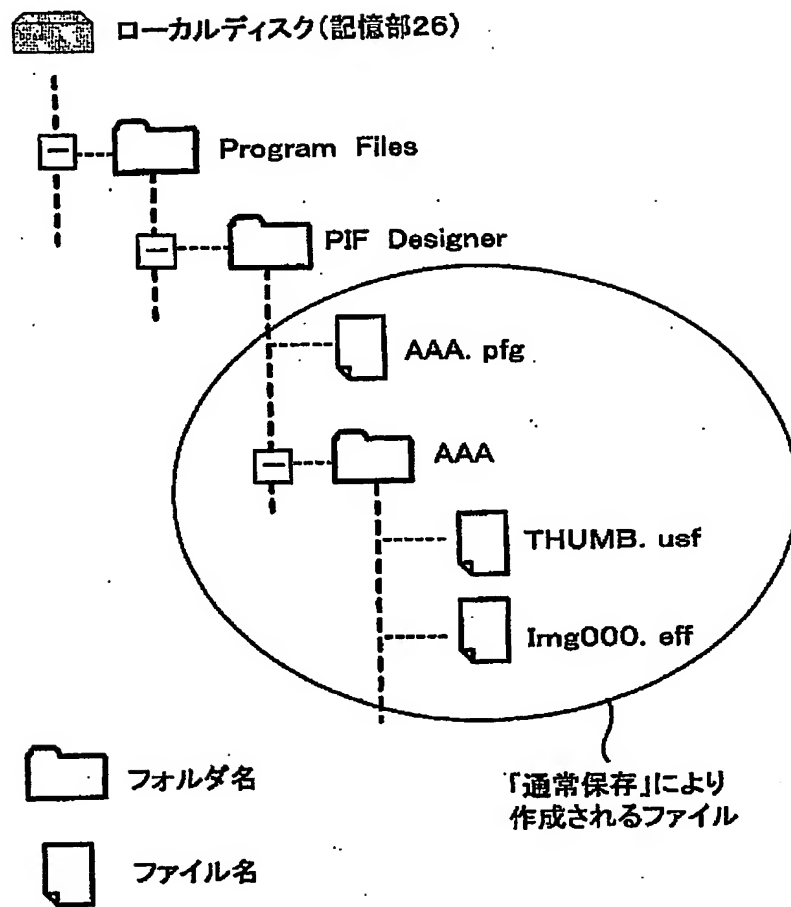 ローカルディスク(記憶部26)
Program Files
PIF Designer
AAA. pfg
AAA
THUMB. usf
Img000. eff
フォルダ名
「通常保存」により
作成されるファイル
ファイル名